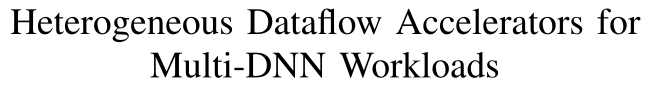 Heterogeneous Dataflow Accelerators for
Multi-DNN Workloads